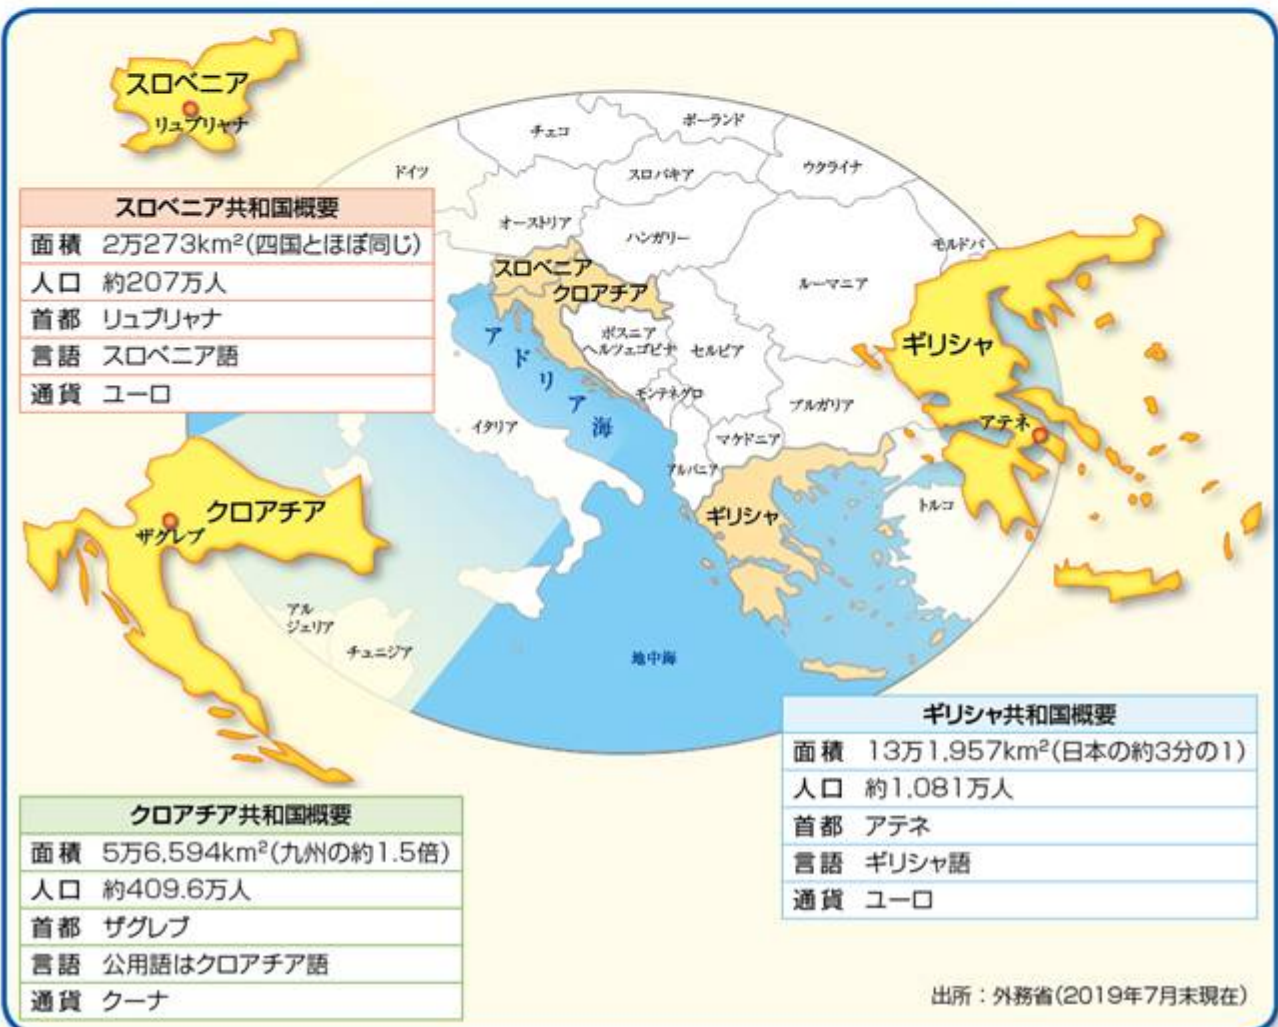 スロベニア
リュブリャナ
スロベニア共和国概要
面積 2万273km²(四国とほぼ同じ)
人口 約207万人
首都 リュブリャナ
言語 スロベニア語
通貨 ユーロ
チェコ
ポーランド
ドイツ
スロバキア
ウクライナ
オーストリア
ハンガリー
モルドバ
スロベニア
クロアチア
ルーマニア
ボスニア
ヘルツェゴビナ
セルビア
アドリア海
モンテネグロ
ブルガリア
イタリア
マケドニア
アルバニア
ギリシャ
トルコ
アル
ジェリア
チュニジア
地中海
ギリシャ
アテネ
クロアチア
ザグレブ
クロアチア共和国概要
面積 5万6,594km²(九州の約1.5倍)
人口 約409.6万人
首都 ザグレブ
言語 公用語はクロアチア語
通貨 クーナ
ギリシャ共和国概要
面積 13万1,957km²(日本の約3分の1)
人口 約1,081万人
首都 アテネ
言語 ギリシャ語
通貨 ユーロ
出所：外務省(2019年7月末現在)